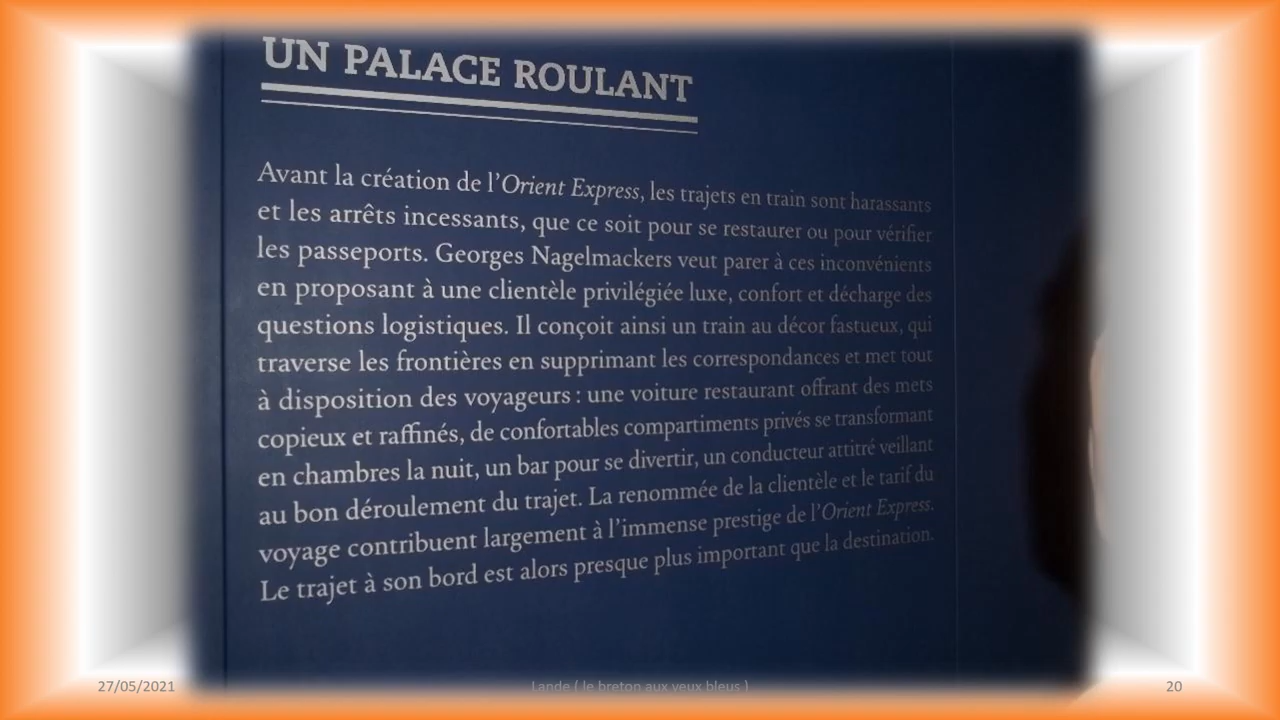 UN PALACE ROULANT
Avant la création de l'Orient Express, les trajets en train sont harassants
et les arrêts incessants, que ce soit pour se restaurer ou pour vérifier
les passeports. Georges Nagelmackers veut parer à ces inconvénients
en proposant à une clientèle privilégiée luxe, confort et décharge des
questions logistiques. Il conçoit ainsi un train au décor fastueux, qui
traverse les frontières en supprimant les correspondances et met tout
à disposition des voyageurs : une voiture restaurant offrant des mets
copieux et raffinés, de confortables compartiments privés se transformant
en chambres la nuit, un bar pour se divertir, un conducteur attitré veillant
au bon déroulement du trajet. La renommée de la clientèle et le tarif du
voyage contribuent largement à l'immense prestige de l'Orient Express.
Le trajet à son bord est alors presque plus important que la destination.
27/05/2021
Lande ( le breton aux yeux bleus )
20